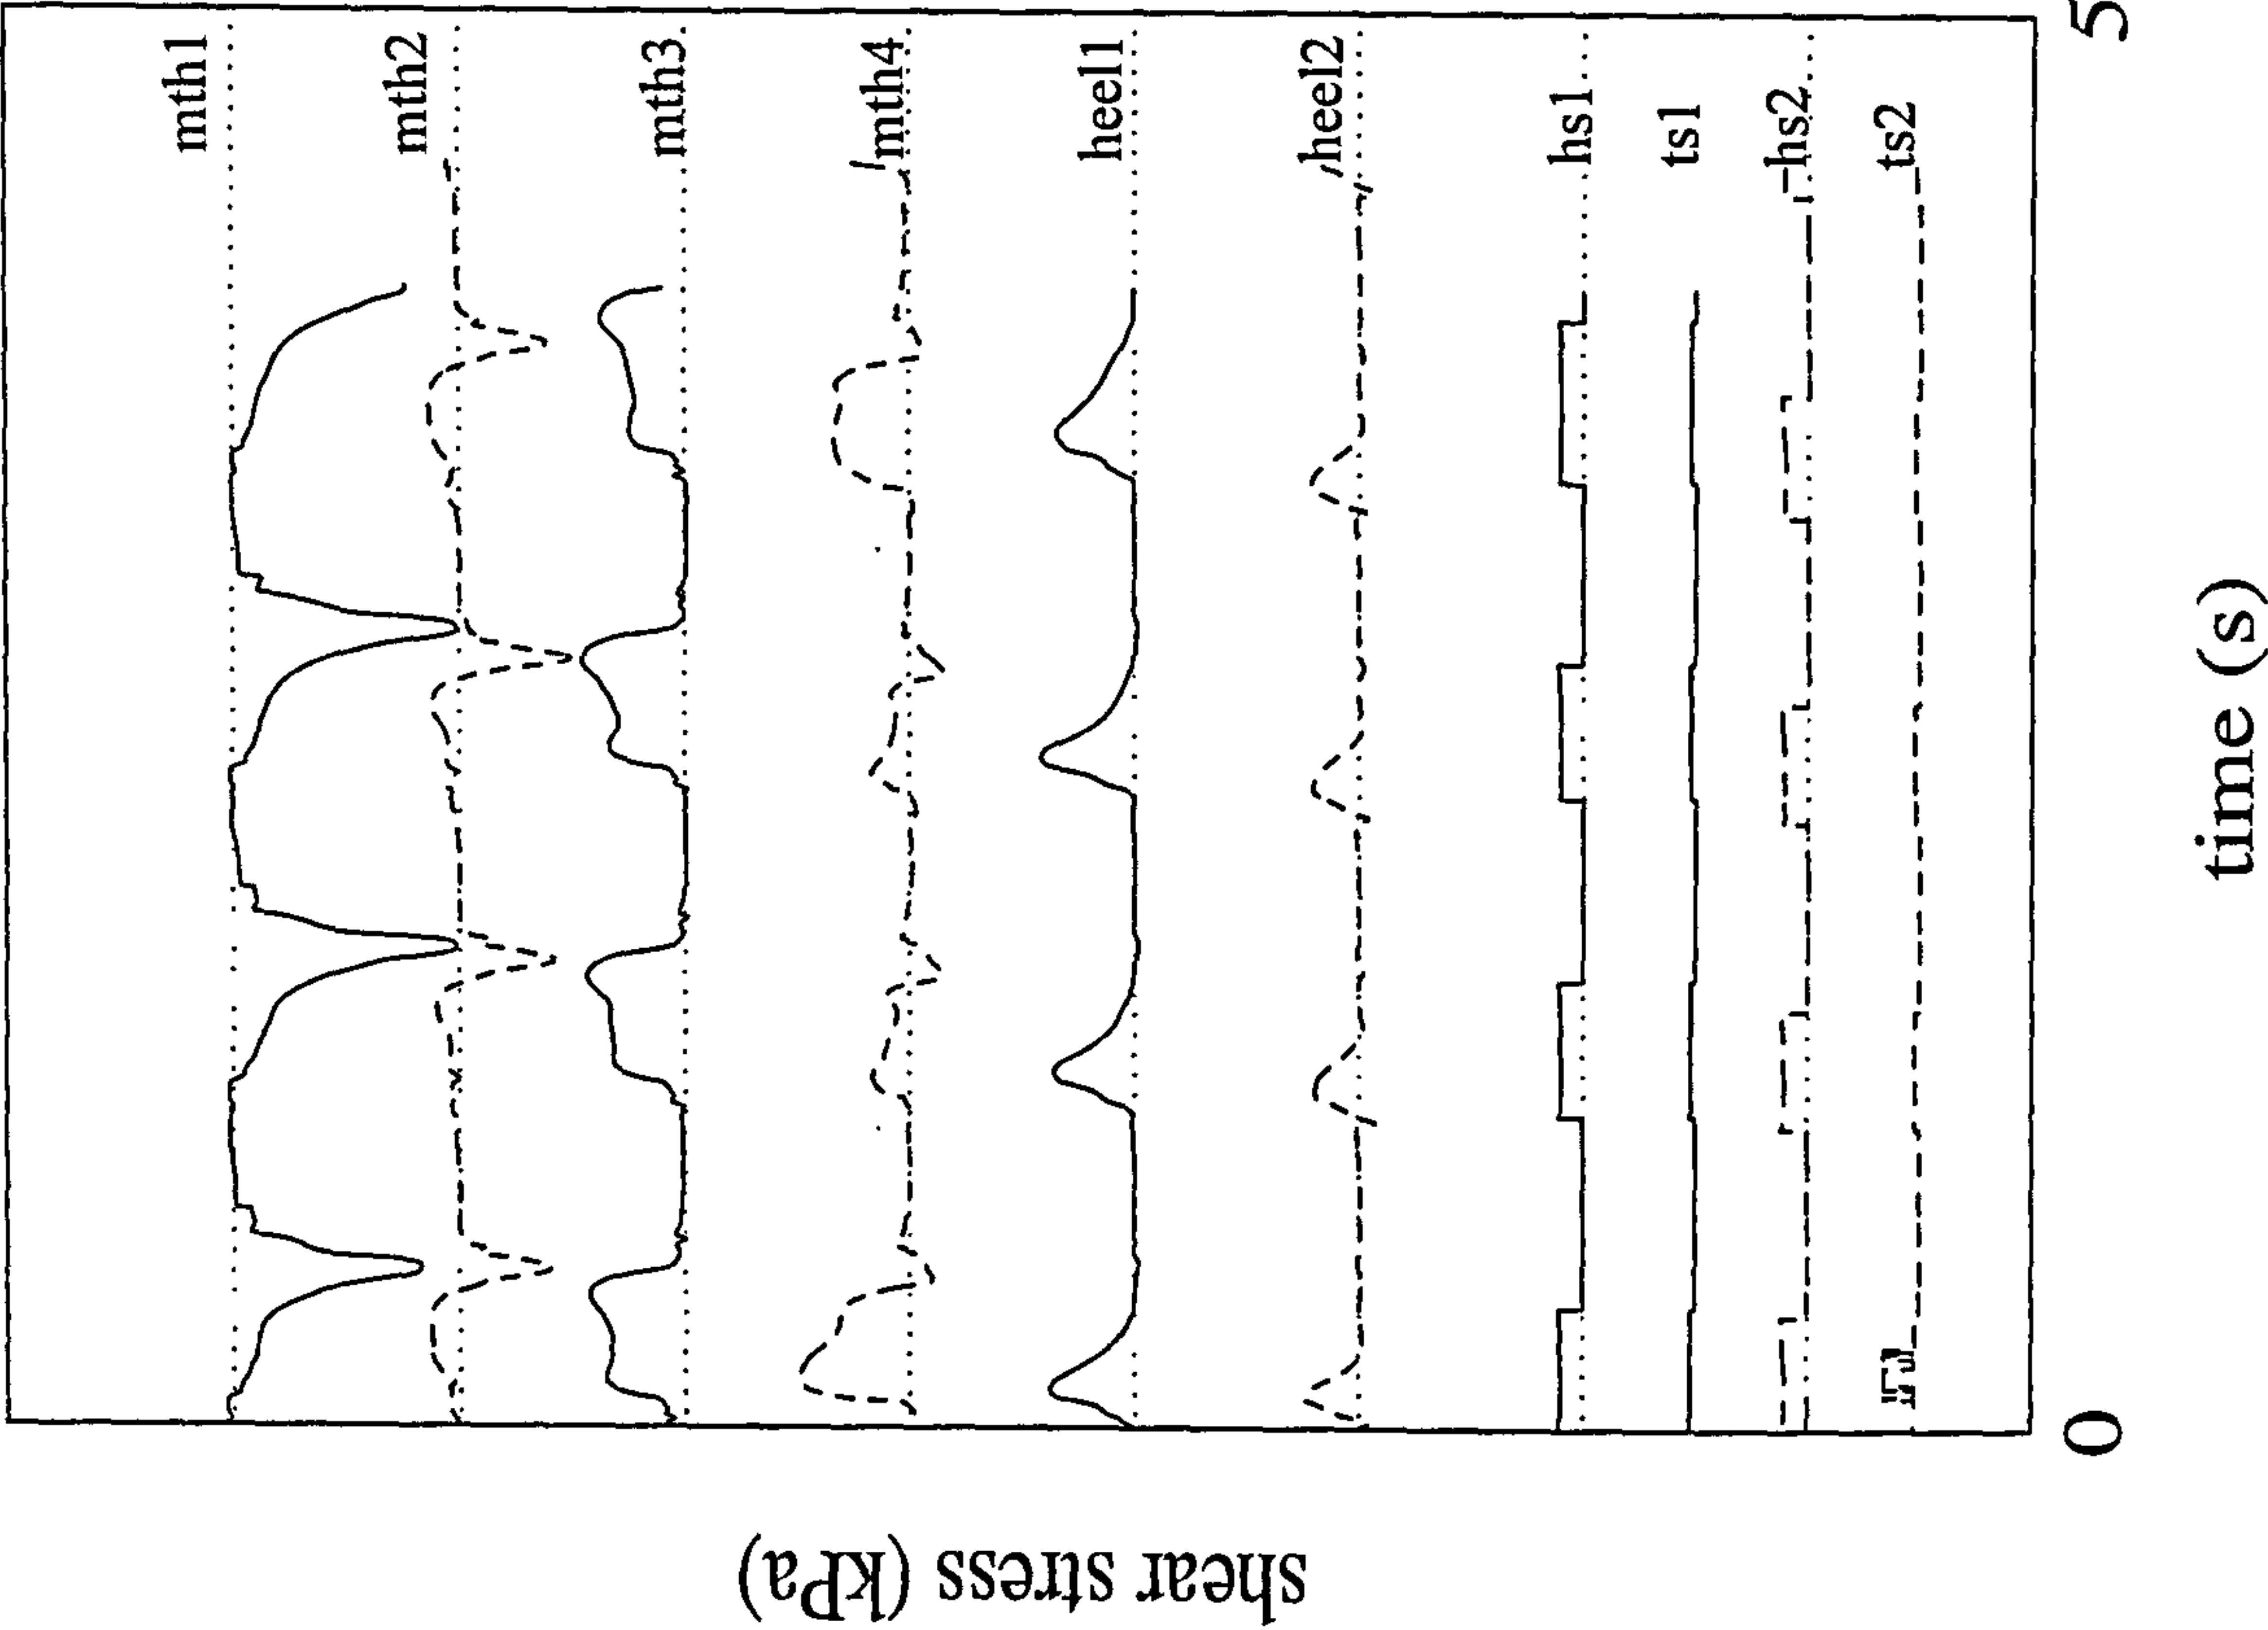 mth1
mth2
mth3
mth4
heel1
heel2
hs1
ts1
hs2
ts2
0
5
time (s)
shear stress (kPa)